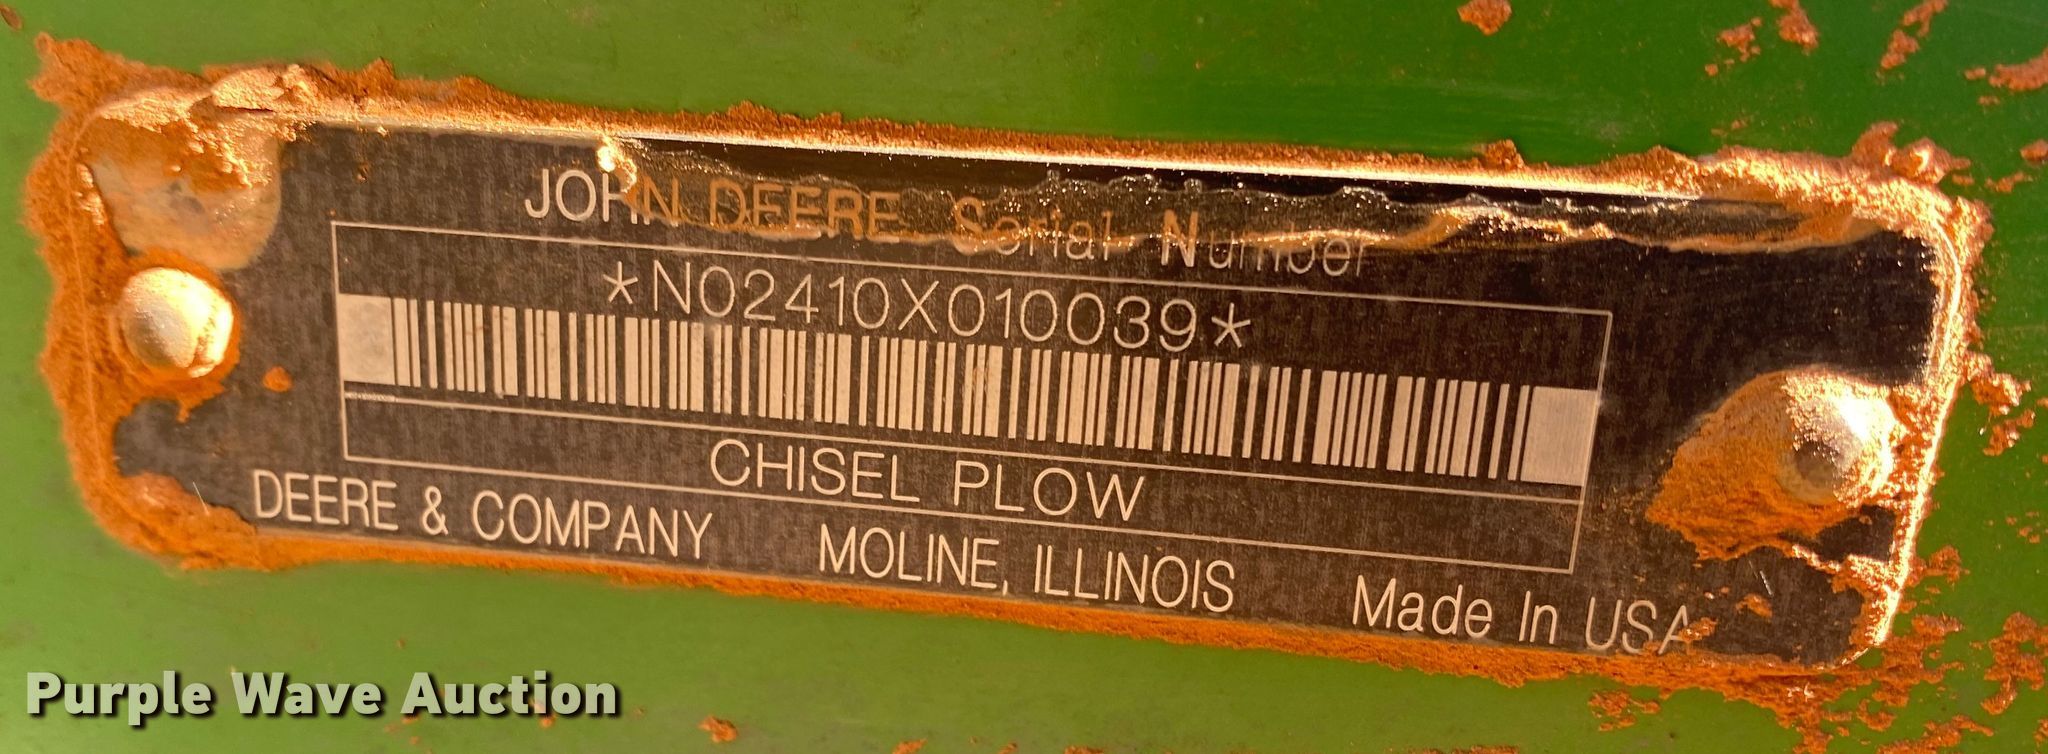 JOHN DEERE Serial Number
*N02410X010039*
CHISEL PLOW
DEERE & COMPANY MOLINE, ILLINOIS Made In USA
Purple Wave Auction